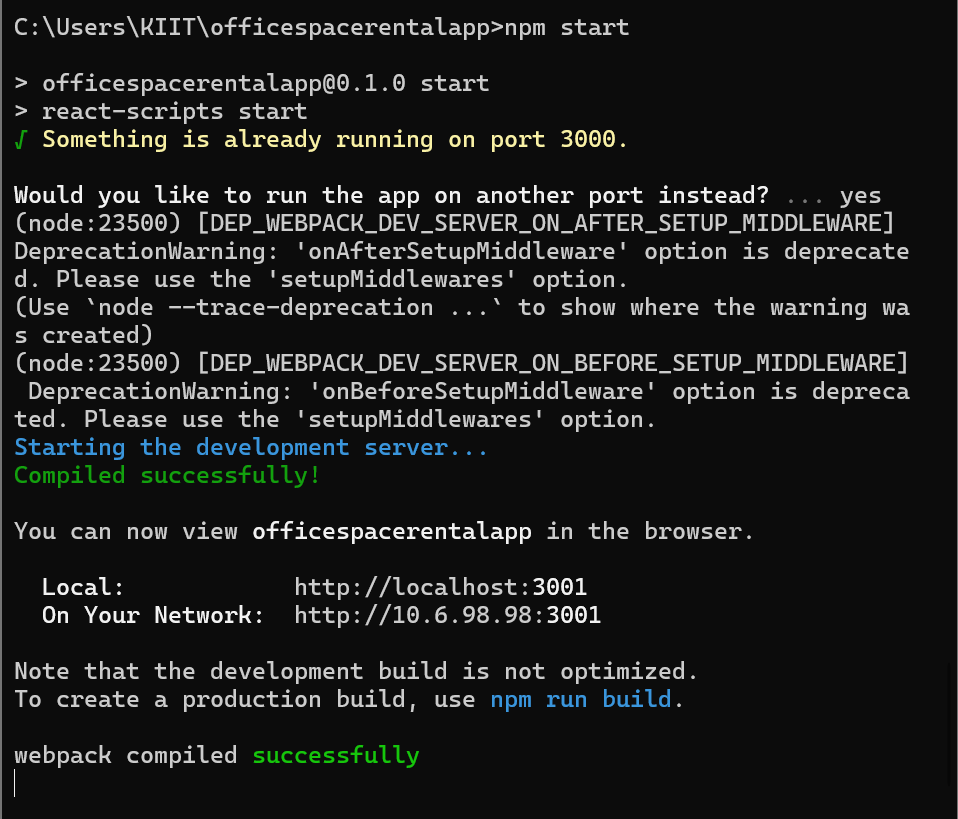 C:\Users\KIIT\officespacerentalapp>npm start
> officespacerentalapp@0.1.0 start
> react-scripts start
√ Something is already running on port 3000.
Would you like to run the app on another port instead? ... yes
(node:23500) [DEP_WEBPACK_DEV_SERVER_ON_AFTER_SETUP_MIDDLEWARE]
DeprecationWarning: 'onAfterSetupMiddleware' option is deprecate
d. Please use the 'setupMiddlewares' option.
(Use `node --trace-deprecation ...` to show where the warning wa
s created)
(node:23500) [DEP_WEBPACK_DEV_SERVER_ON_BEFORE_SETUP_MIDDLEWARE]
DeprecationWarning: 'onBeforeSetupMiddleware' option is depreca
ted. Please use the 'setupMiddlewares' option.
Starting the development server...
Compiled successfully!
You can now view officespacerentalapp in the browser.
Local: http://localhost:3001
On Your Network: http://10.6.98.98:3001
Note that the development build is not optimized.
To create a production build, use npm run build.
webpack compiled successfully